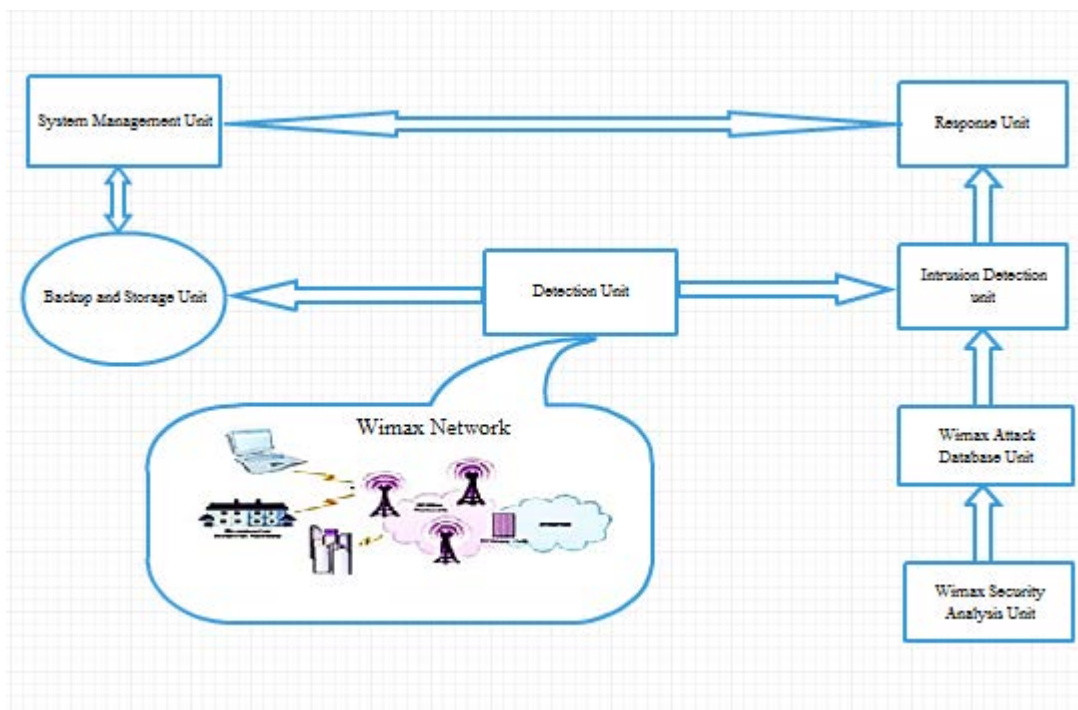 System Management Unit
Response Unit
Backup and Storage Unit
Detection Unit
Intrusion Detection
unit
Wimax Network
Wimax Attack
Database Unit
Wimax Security
Analysis Unit